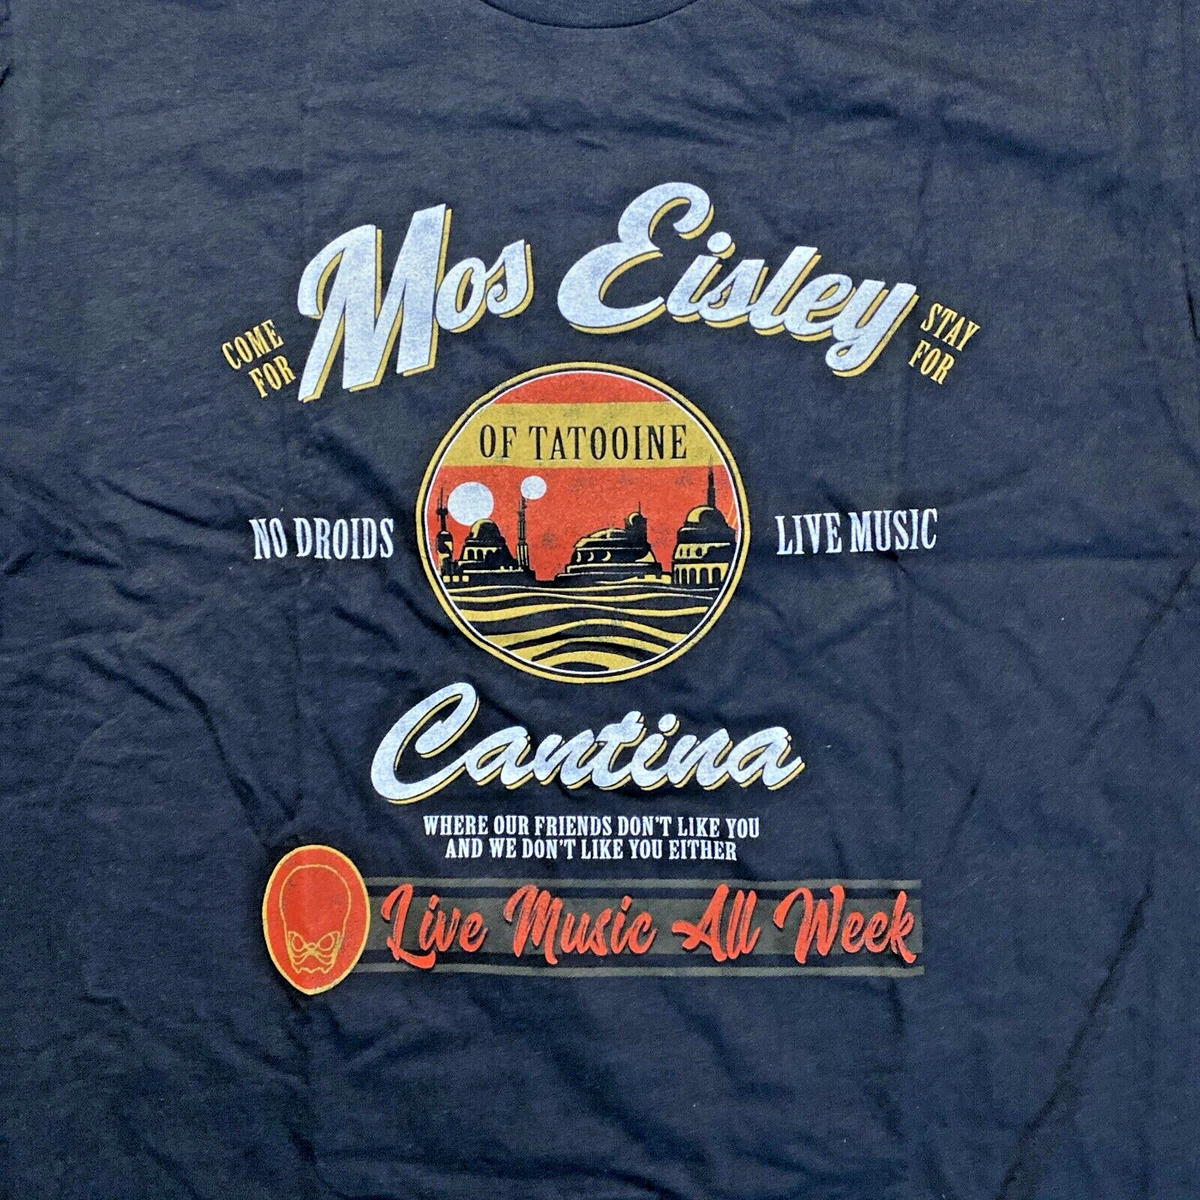 Mos Eisley
COME
FOR
STAY
FOR
OF TATOOINE
NO DROIDS
LIVE MUSIC
Cantina
WHERE OUR FRIENDS DON'T LIKE YOU
AND WE DON'T LIKE YOU EITHER
Live Music All Week